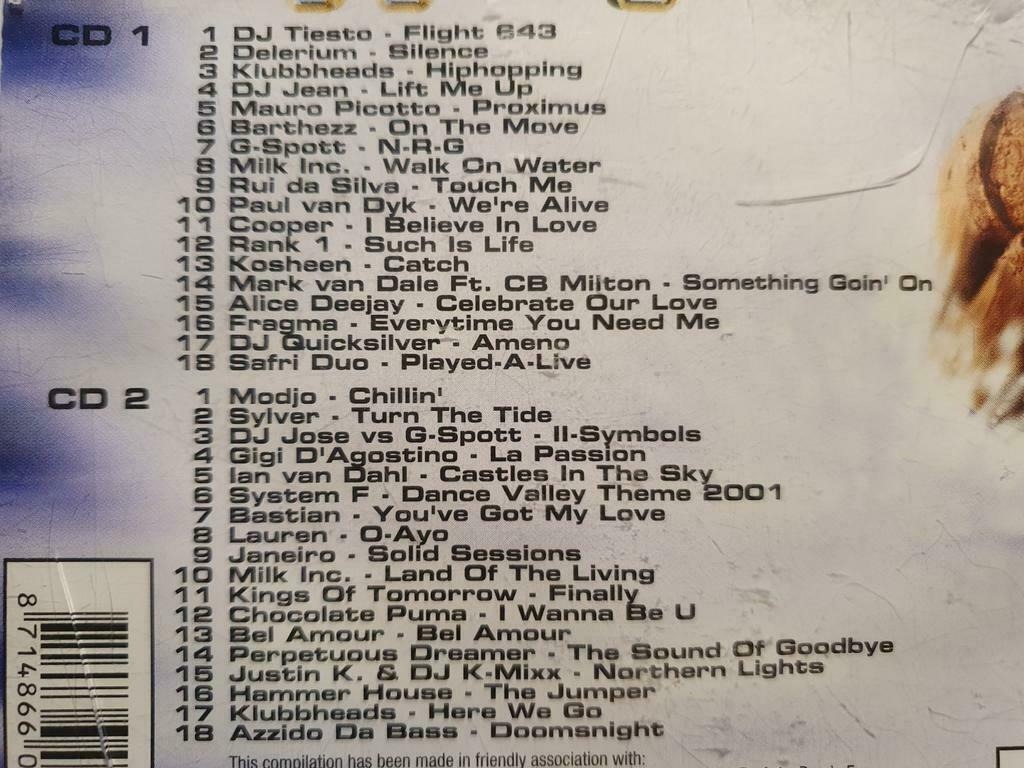 CD 1
1 DJ Tiesto - Flight 643
2 Delerium - Silence
3 Klubbheads - Hiphopping
4 DJ Jean - Lift Me Up
5 Mauro Picotto - Proximus
6 Barthezz - On The Move
7 G-Spott - N-R-G
8 Milk Inc. - Walk On Water
9 Rui da Silva - Touch Me
10 Paul van Dyk - We're Alive
11 Cooper - I Believe In Love
12 Rank 1 - Such Is Life
13 Kosheen - Catch
14 Mark van Dale Ft. CB Milton - Something Goin' On
15 Alice Deejay - Celebrate Our Love
16 Fragma - Everytime You Need Me
17 DJ Quicksilver - Ameno
18 Safri Duo - Played-A-Live
CD 2
1 Modjo - Chillin'
2 Sylver - Turn The Tide
3 DJ Jose vs G-Spott - II-Symbols
4 Gigi D'Agostino - La Passion
5 Ian van Dahl - Castles In The Sky
6 System F - Dance Valley Theme 2001
7 Bastian - You've Got My Love
8 Lauren - O-Ayo
9 Janeiro - Solid Sessions
10 Milk Inc. - Land Of The Living
11 Kings Of Tomorrow - Finally
12 Chocolate Puma - I Wanna Be U
13 Bel Amour - Bel Amour
14 Perpetuous Dreamer - The Sound Of Goodbye
15 Justin K. & DJ K-Mixx - Northern Lights
16 Hammer House - The Jumper
17 Klubbheads - Here We Go
18 Azzido Da Bass - Doomsnight
This compilation has been made in friendly association with:
8 714866 0